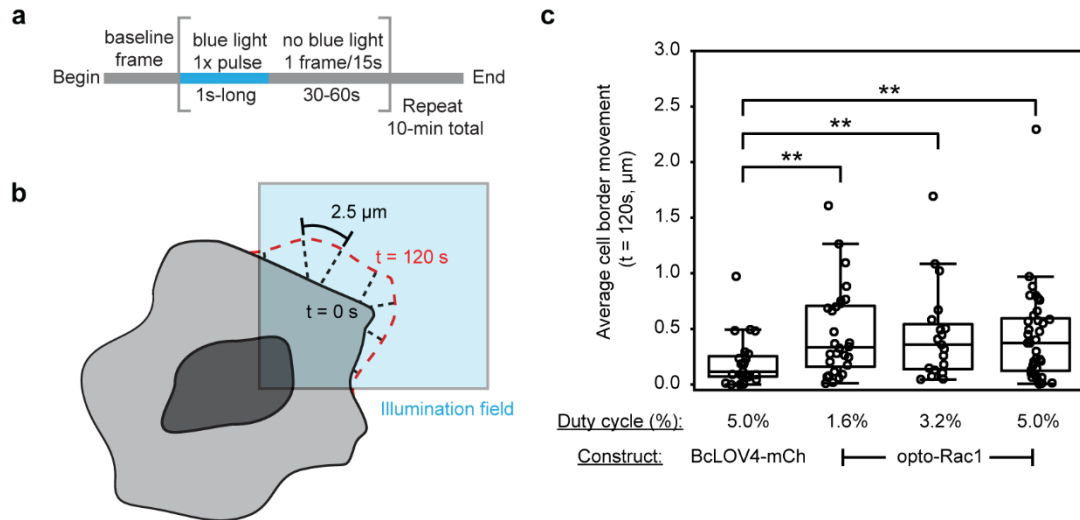 a
baseline
frame
blue light
1x pulse
no blue light
1 frame/15s
Begin
End
1s-long
30-60s
Repeat
10-min total
b
2.5 µm
t = 120 s
t = 0 s
Illumination field
c
Average cell border movement
(t = 120s, µm)
3.0
2.5
2.0
1.5
1.0
0.5
0.0
**
**
**
Duty cycle (%): 5.0% 1.6% 3.2% 5.0%
Construct: BcLOV4-mCh opto-Rac1